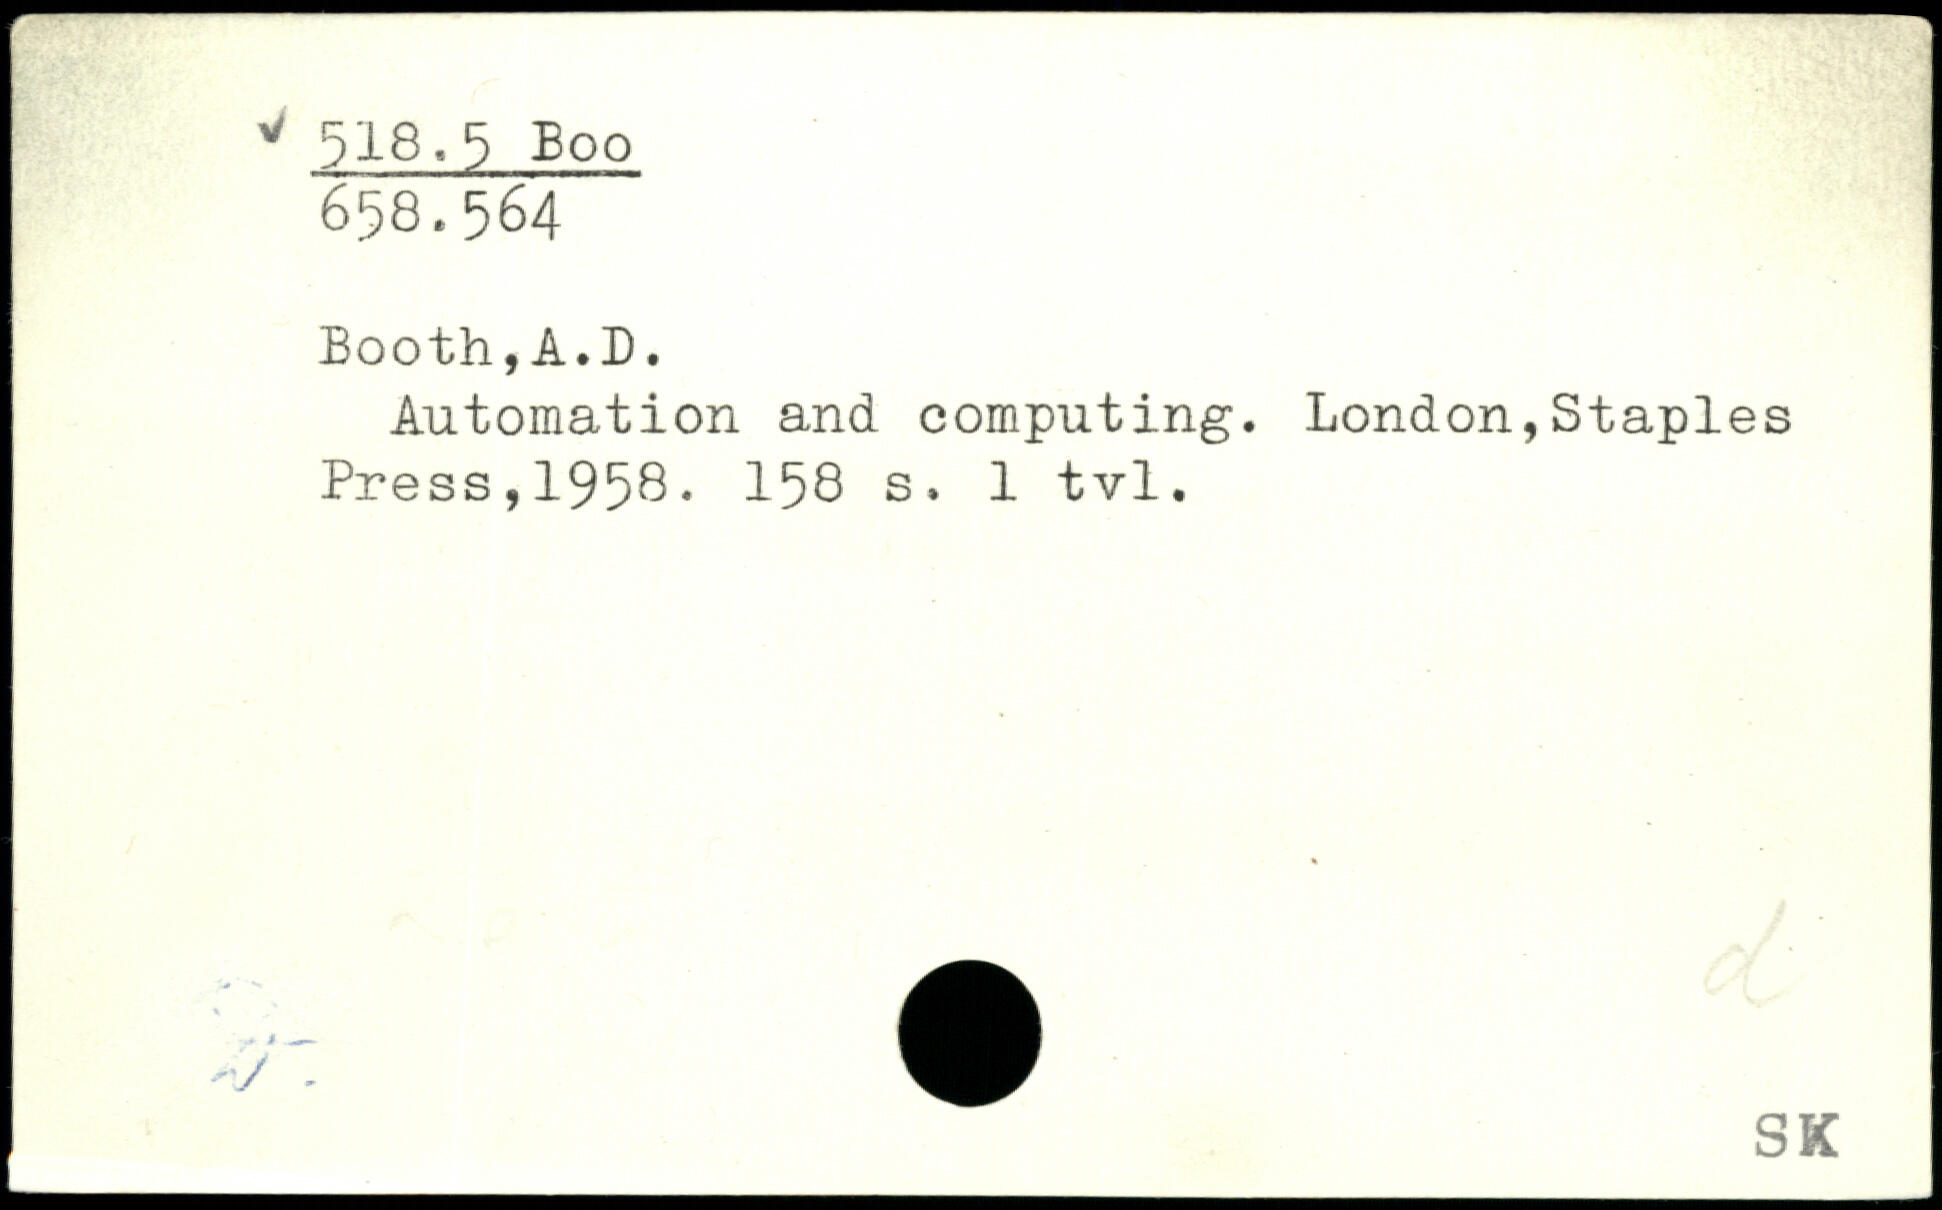 ✓ 518.5 Boo
658.564
Booth,A.D.
Automation and computing. London,Staples
Press,1958. 158 s. 1 tvl.
d
SK